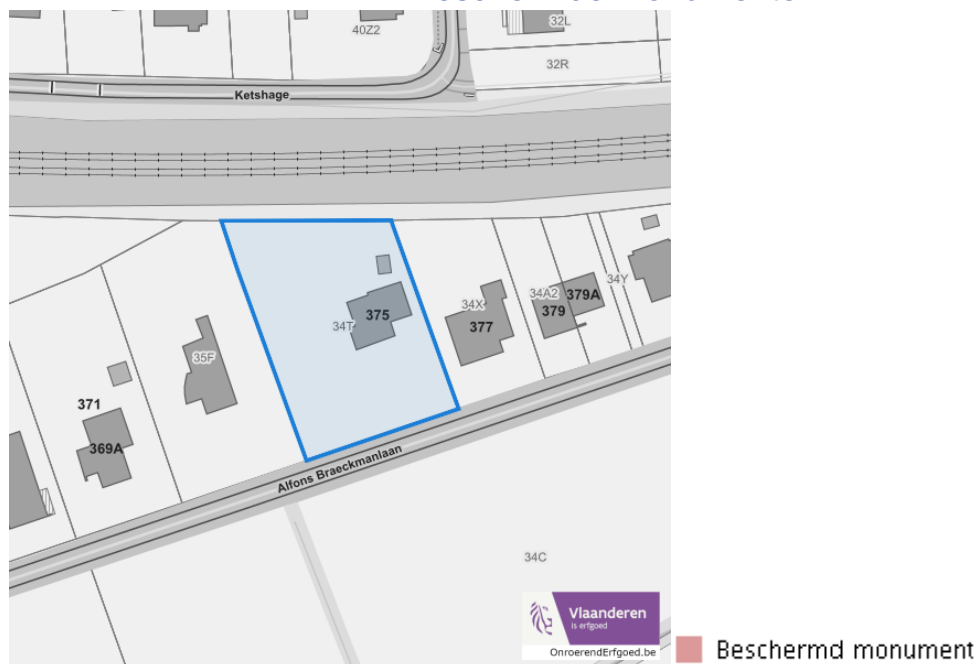 40Z2
32L
32R
Ketshage
375
34T
34X
377
34A2
379A
379
34Y
35F
371
369A
Alfons Braeckmanlaan
34C
Vlaanderen
is erfgoed
OnroerendErfgoed.be
Beschermd monument